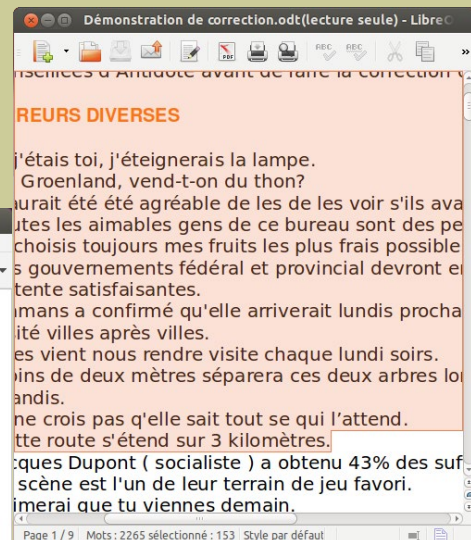 Démonstration de correction.odt(lecture seule) - Libre
PDF
ABC ABC
»
d'Antidote avant de faire la correction
REURS DIVERSES
j'étais toi, j'éteignerais la lampe.
Groenland, vend-t-on du thon?
aurait été été agréable de les de les voir s'ils ava
utes les aimables gens de ce bureau sont des pe
choisis toujours mes fruits les plus frais possible
s gouvernements fédéral et provincial devront e
tente satisfaisantes.
mans a confirmé qu'elle arriverait lundis procha
sité villes après villes.
es vient nous rendre visite chaque lundi soirs.
oins de deux mètres séparera ces deux arbres lo
andis.
ne crois pas q'elle sait tout se qui l'attend.
tte route s'étend sur 3 kilomètres.
cques Dupont ( socialiste ) a obtenu 43% des suf
scène est l'un de leur terrain de jeu favori.
imerai que tu viennes demain.
Page 1 / 9 Mots : 2265 sélectionné : 153 Style par défaut